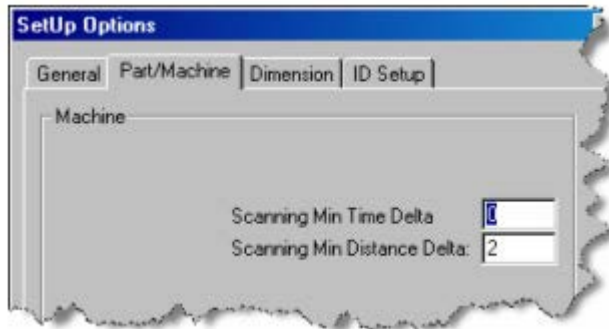 SetUp Options
General Part/Machine Dimension ID Setup
Machine
Scanning Min Time Delta 0
Scanning Min Distance Delta: 2